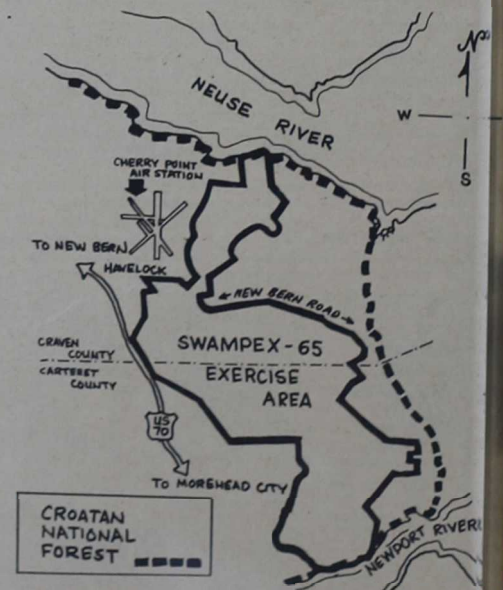 NEUSE
RIVER
N
W
S
CHERRY POINT
AIR STATION
TO NEW BERN
HAVELOCK
NEW BERN ROAD
CRAVEN
COUNTY
CARTERET
COUNTY
SWAMPEX-65
EXERCISE
AREA
US
70
TO MOREHEAD CITY
NEWPORT RIVER
CROATAN
NATIONAL
FOREST